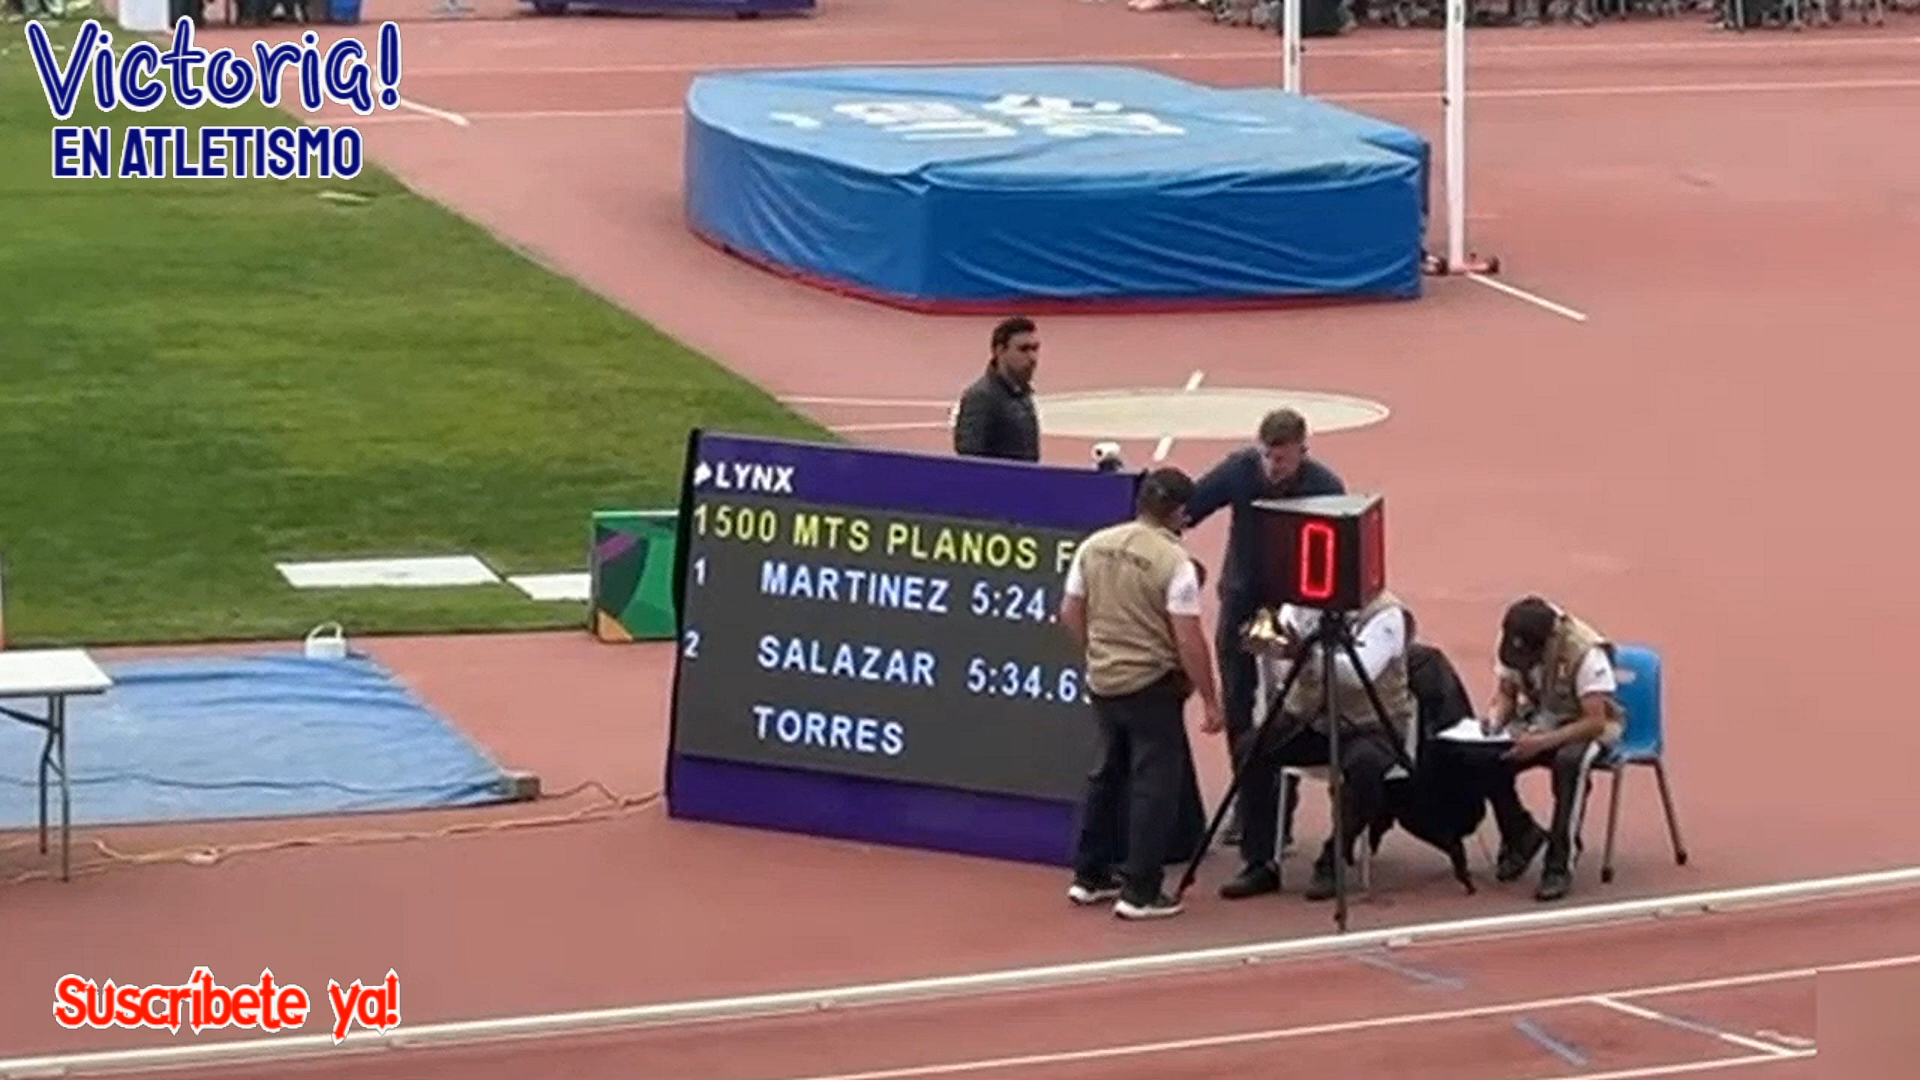 Victoria!
EN ATLETISMO
LYNX
1500 MTS PLANOS F
1 MARTINEZ 5:24.
2 SALAZAR 5:34.6
TORRES
0
Suscríbete ya!